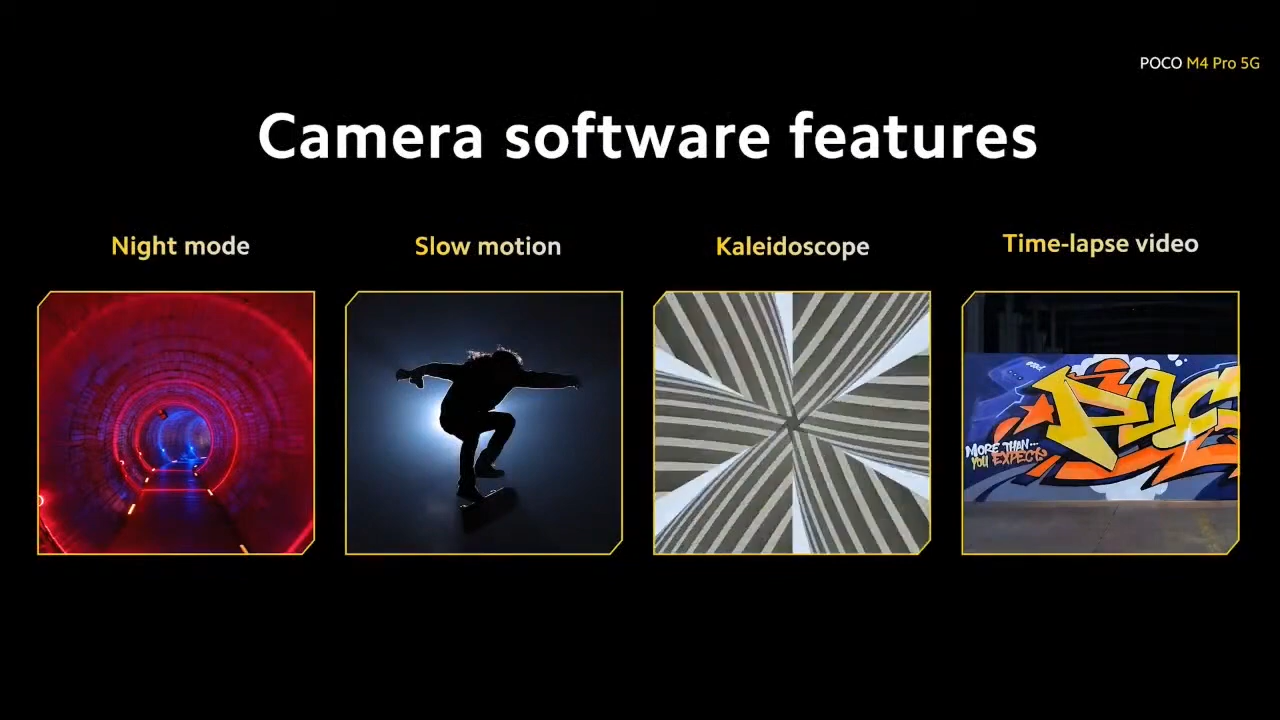 POCO M4 Pro 5G
Camera software features
Night mode
Slow motion
Kaleidoscope
Time-lapse video
MORE THAN...
YOU EXPECT